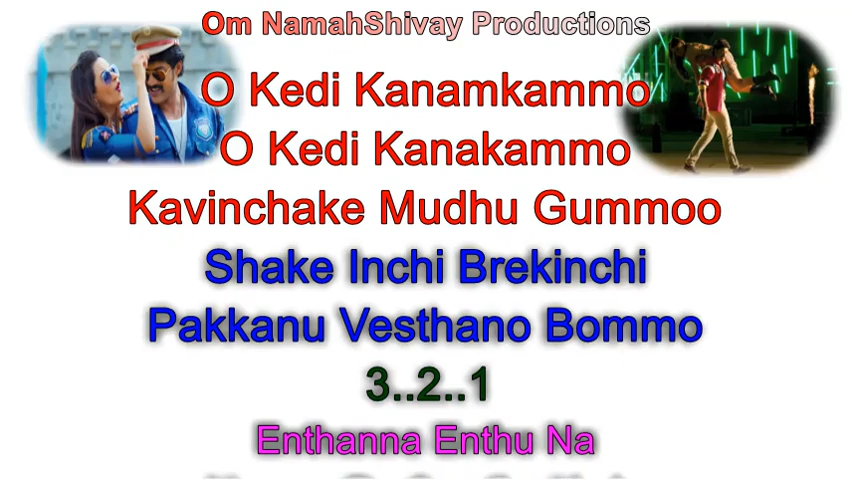 Om NamahShivay Productions
O Kedi Kanamkammo
O Kedi Kanakammo
Kavinchake Mudhu Gummoo
Shake Inchi Brekinchi
Pakkanu Vesthano Bommo
3..2..1
Enthanna Enthu Na